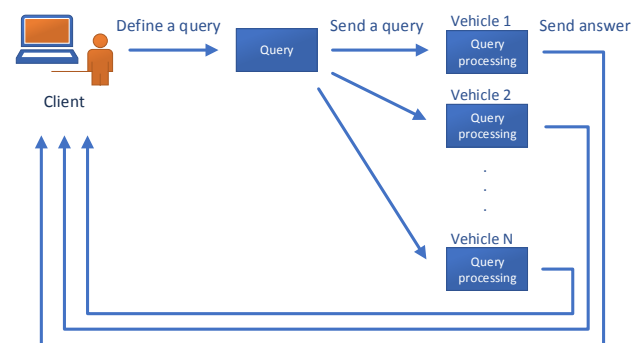 Define a query
Send a query
Vehicle 1
Send answer
Query
Query
processing
Client
Vehicle 2
Query
processing
.
.
.
Vehicle N
Query
processing